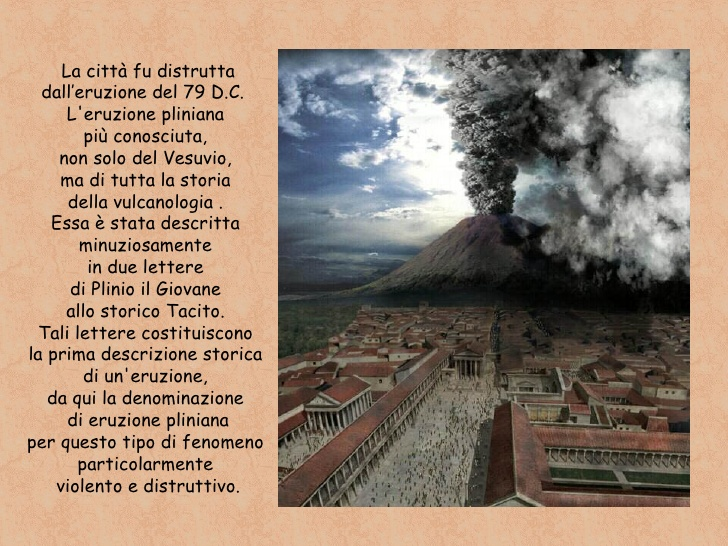 La città fu distrutta
dall'eruzione del 79 D.C.
L'eruzione pliniana
più conosciuta,
non solo del Vesuvio,
ma di tutta la storia
della vulcanologia .
Essa è stata descritta
minuziosamente
in due lettere
di Plinio il Giovane
allo storico Tacito.
Tali lettere costituiscono
la prima descrizione storica
di un'eruzione,
da qui la denominazione
di eruzione pliniana
per questo tipo di fenomeno
particolarmente
violento e distruttivo.